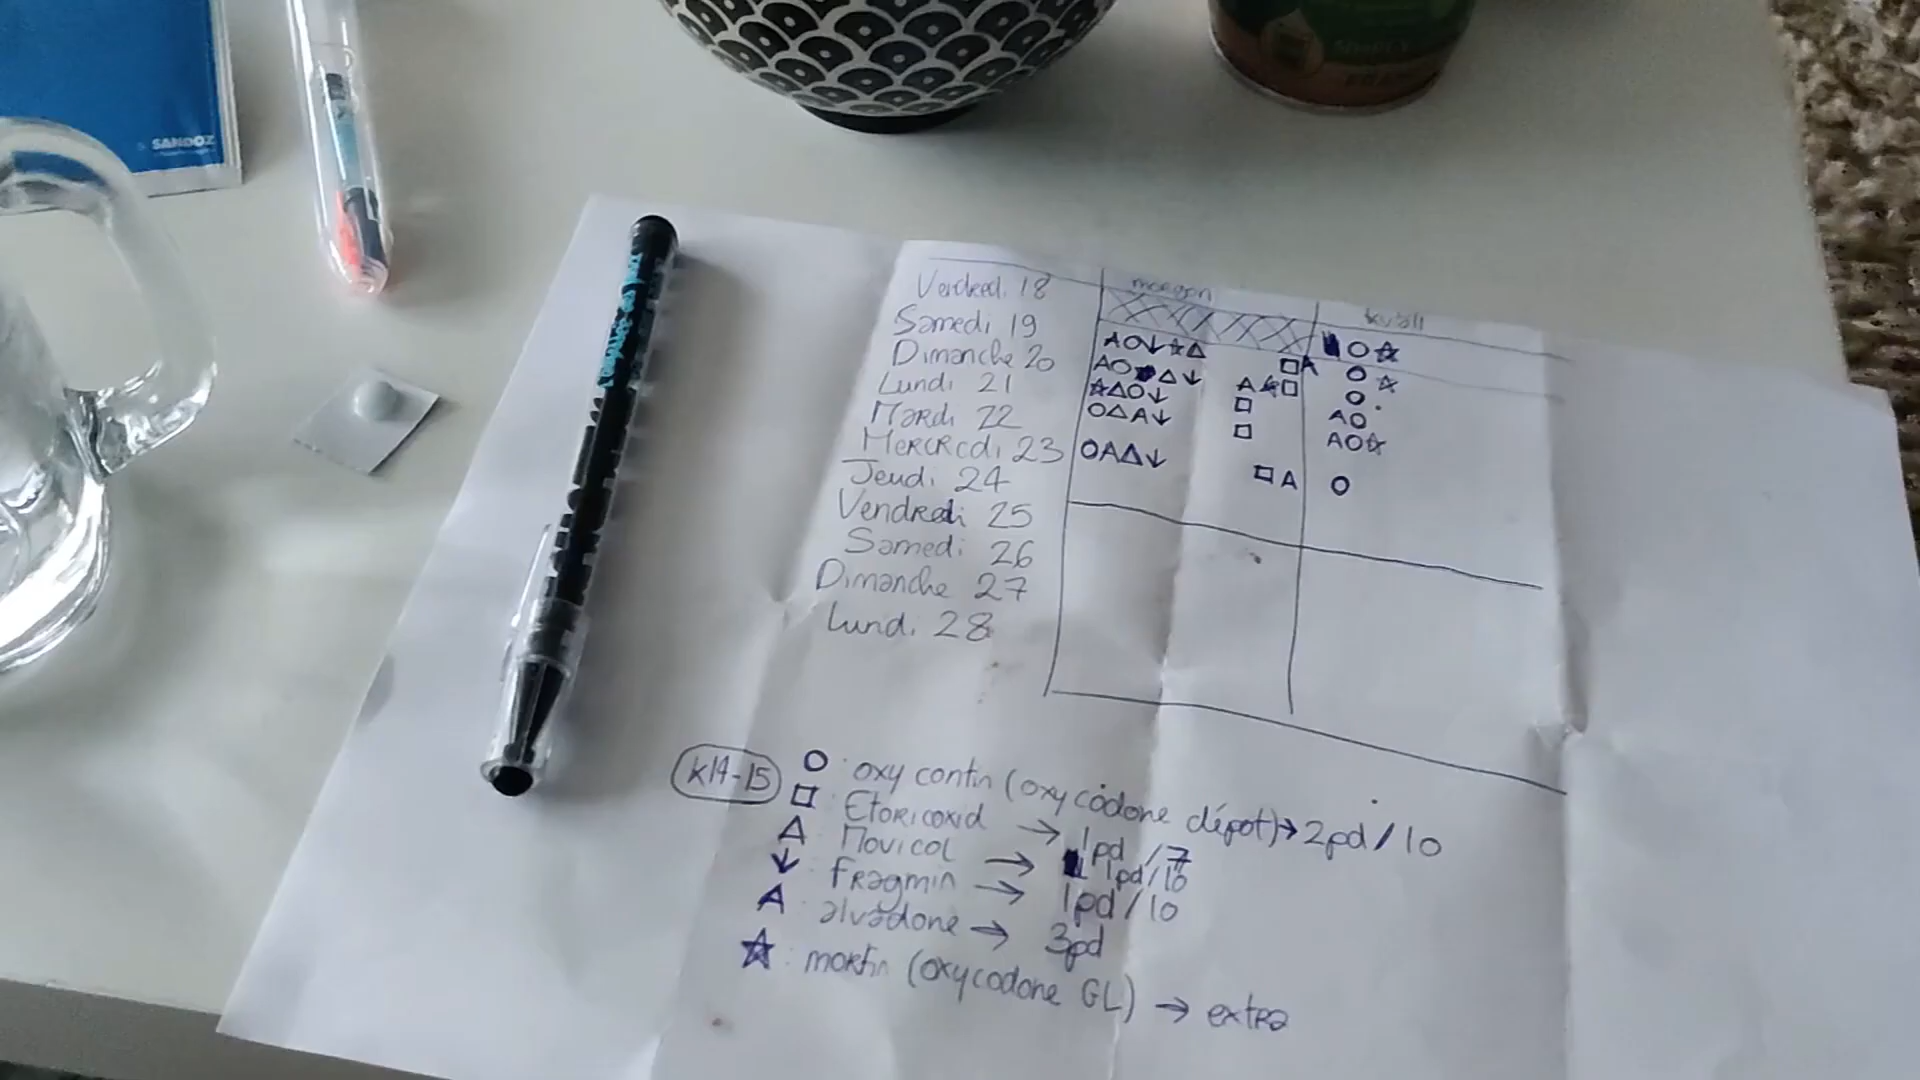 SANDOZ
morgon
kväll
Vendredi 18
Samedi 19
Dimanche 20
Lundi 21
Mardi 22
Mercredi 23
Jeudi 24
Vendredi 25
Samedi 26
Dimanche 27
Lundi 28
A O ↓ ☆ △
□ A
O ☆
A O △ ↓
A ☆ □
O ☆
☆ △ O ↓
□
O
O △ A ↓
□
A O
A O ☆
O A △ ↓
□ A
O
k14-15
O : oxy contin (oxycodone dépot) → 2pd / 10
□ : Etoricoxid → 1pd / 7
△ : Movicol → 1pd/10
↓ : fragmin → 1pd/10
A : alvadone → 3pd
☆ : morfin (oxycodone GL) → extra